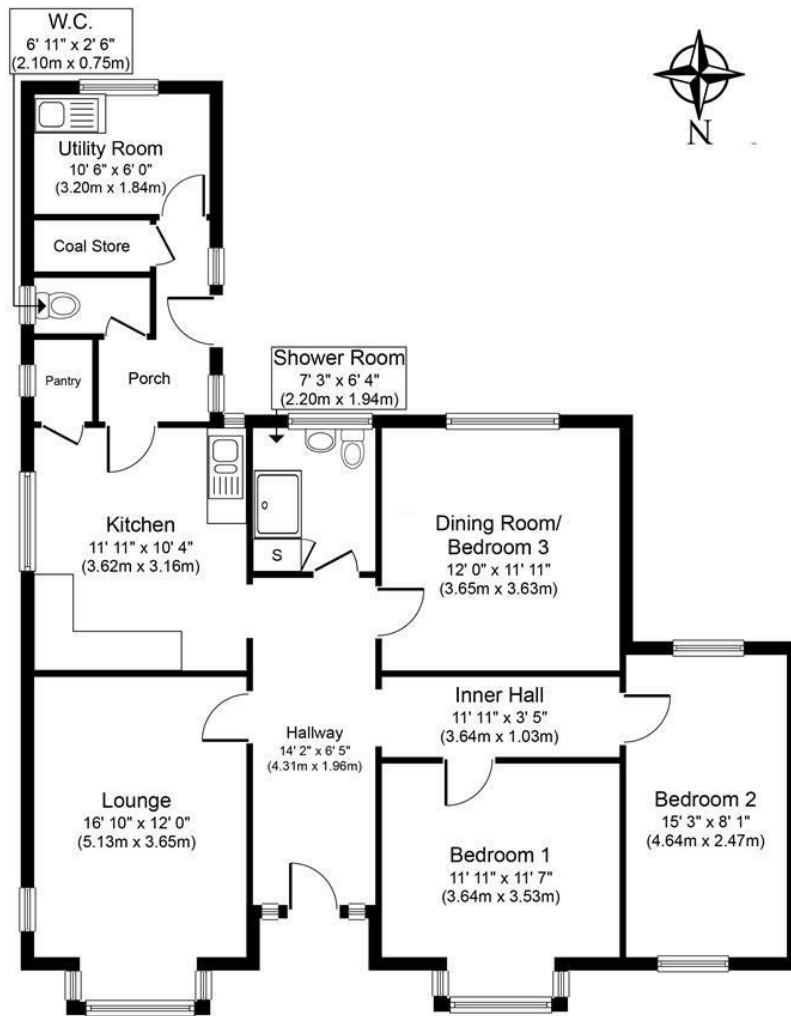 W.C.
6' 11" x 2' 6"
(2.10m x 0.75m)
N
Utility Room
10' 6" x 6' 0"
(3.20m x 1.84m)
Coal Store
Pantry
Porch
Shower Room
7' 3" x 6' 4"
(2.20m x 1.94m)
S
Kitchen
11' 11" x 10' 4"
(3.62m x 3.16m)
Dining Room/
Bedroom 3
12' 0" x 11' 11"
(3.65m x 3.63m)
Inner Hall
11' 11" x 3' 5"
(3.64m x 1.03m)
Hallway
14' 2" x 6' 5"
(4.31m x 1.96m)
Lounge
16' 10" x 12' 0"
(5.13m x 3.65m)
Bedroom 1
11' 11" x 11' 7"
(3.64m x 3.53m)
Bedroom 2
15' 3" x 8' 1"
(4.64m x 2.47m)